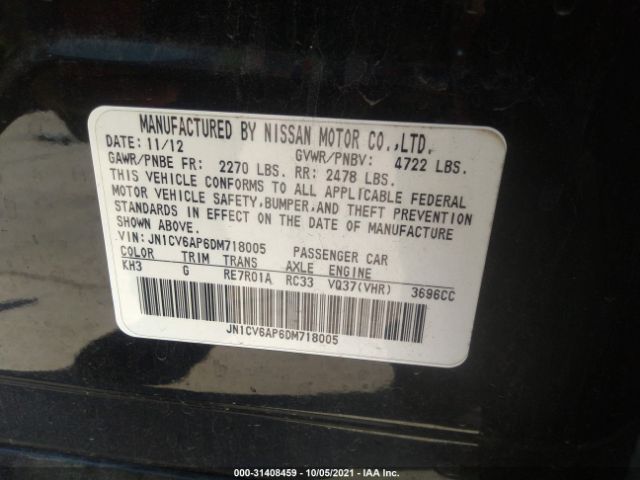 MANUFACTURED BY NISSAN MOTOR CO.,LTD.
DATE: 11/12 GVWR/PNBV: 4722 LBS.
GAWR/PNBE FR: 2270 LBS. RR: 2478 LBS.
THIS VEHICLE CONFORMS TO ALL APPLICABLE FEDERAL
MOTOR VEHICLE SAFETY,BUMPER,AND THEFT PREVENTION
STANDARDS IN EFFECT ON THE DATE OF MANUFACTURE
SHOWN ABOVE.
VIN: JN1CV6AP6DM718005 PASSENGER CAR
COLOR TRIM TRANS AXLE ENGINE
KH3 G RE7R01A RC33 VQ37(VHR) 3696CC
JN1CV6AP6DM718005
000-31408459 - 10/05/2021 - IAA Inc.